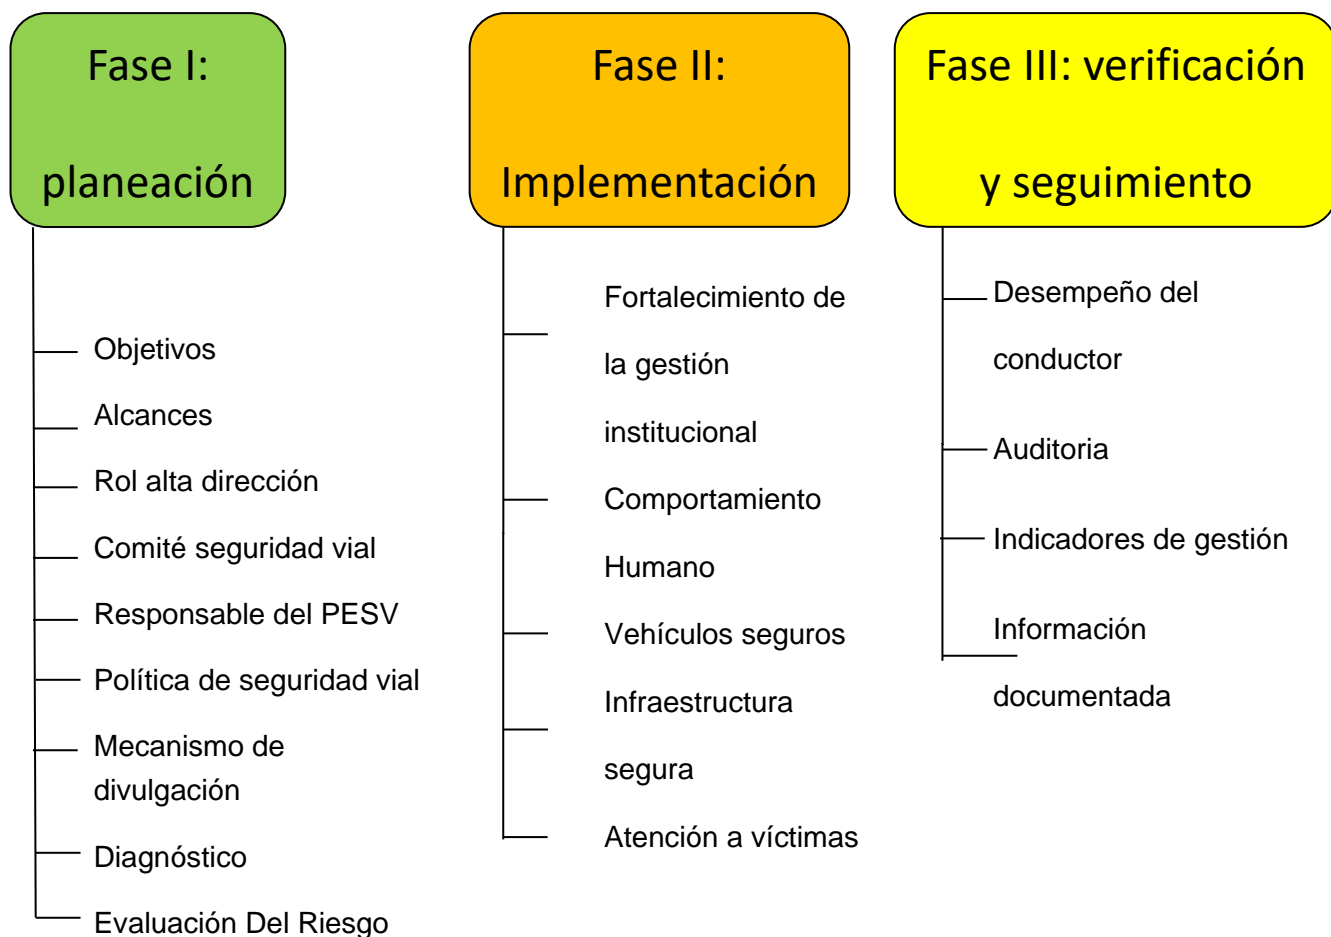 Fase I:
planeación
Objetivos
Alcances
Rol alta dirección
Comité seguridad vial
Responsable del PESV
Política de seguridad vial
Mecanismo de
divulgación
Diagnóstico
Evaluación Del Riesgo
Fase II:
Implementación
Fortalecimiento de
la gestión
institucional
Comportamiento
Humano
Vehículos seguros
Infraestructura
segura
Atención a víctimas
Fase III: verificación
y seguimiento
Desempeño del
conductor
Auditoria
Indicadores de gestión
Información
documentada